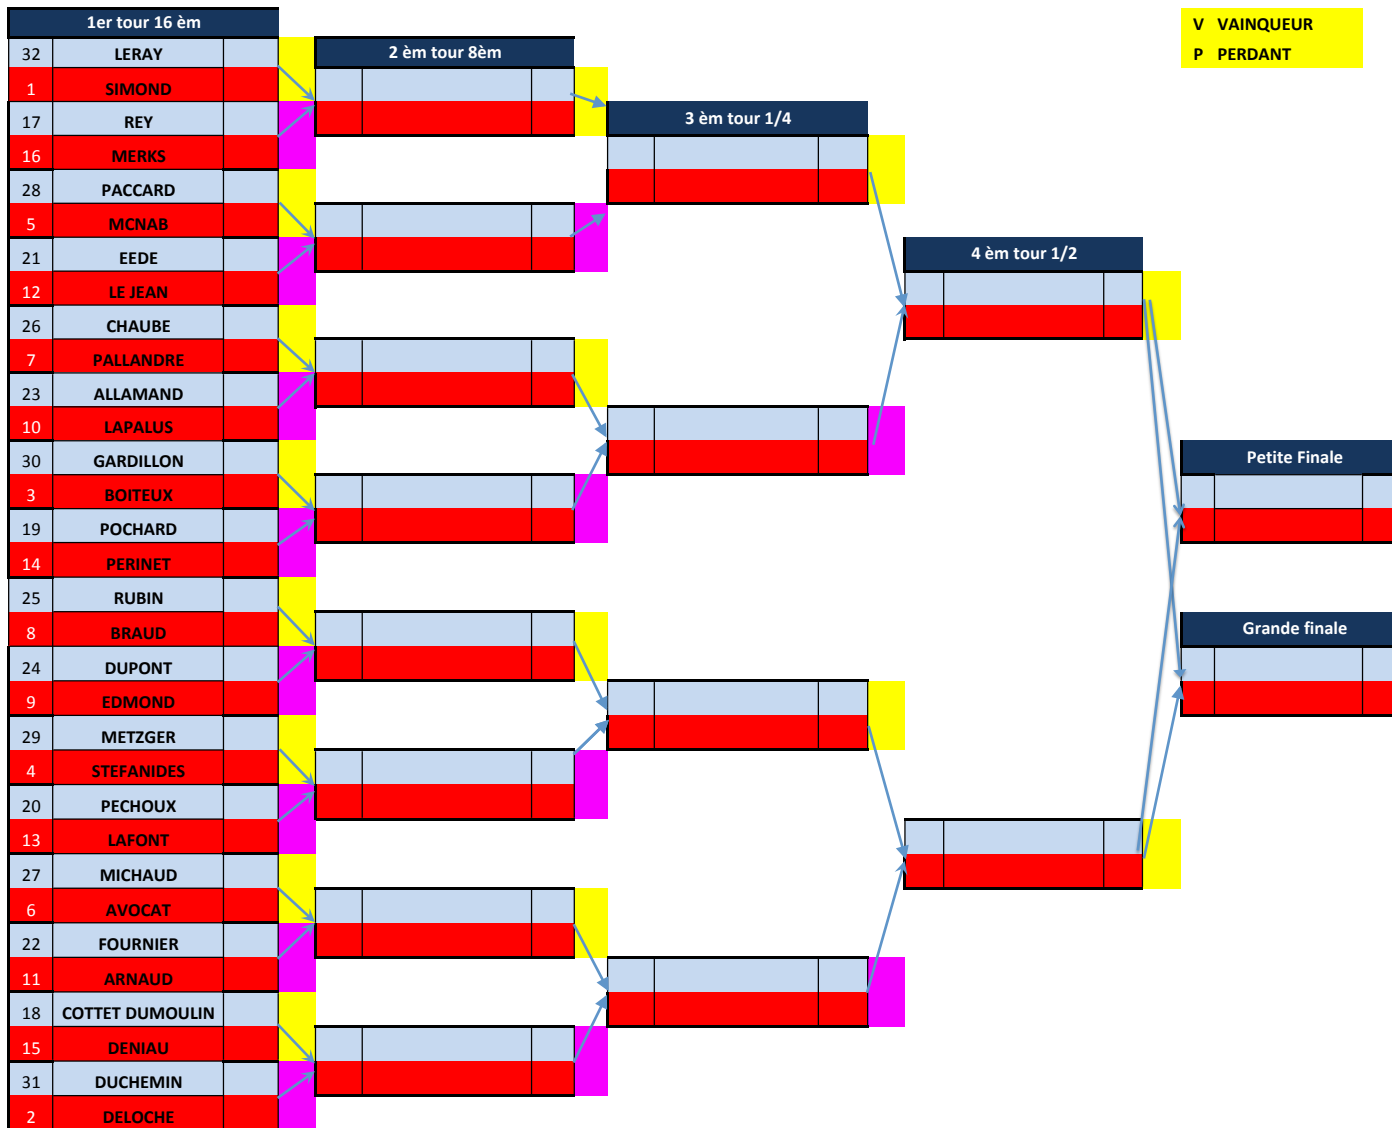 1er tour 16 èm
V VAINQUEUR
32 LERAY
2 èm tour 8èm
P PERDANT
1 SIMOND
17 REY
3 èm tour 1/4
16 MERKS
28 PACCARD
5 MCNAB
21 EEDE
4 èm tour 1/2
12 LE JEAN
26 CHAUBE
7 PALLANDRE
23 ALLAMAND
10 LAPALUS
30 GARDILLON
Petite Finale
3 BOITEUX
19 POCHARD
14 PERINET
25 RUBIN
8 BRAUD
Grande finale
24 DUPONT
9 EDMOND
29 METZGER
4 STEFANIDES
20 PECHOUX
13 LAFONT
27 MICHAUD
6 AVOCAT
22 FOURNIER
11 ARNAUD
18 COTTET DUMOULIN
15 DENIAU
31 DUCHEMIN
2 DELOCHE